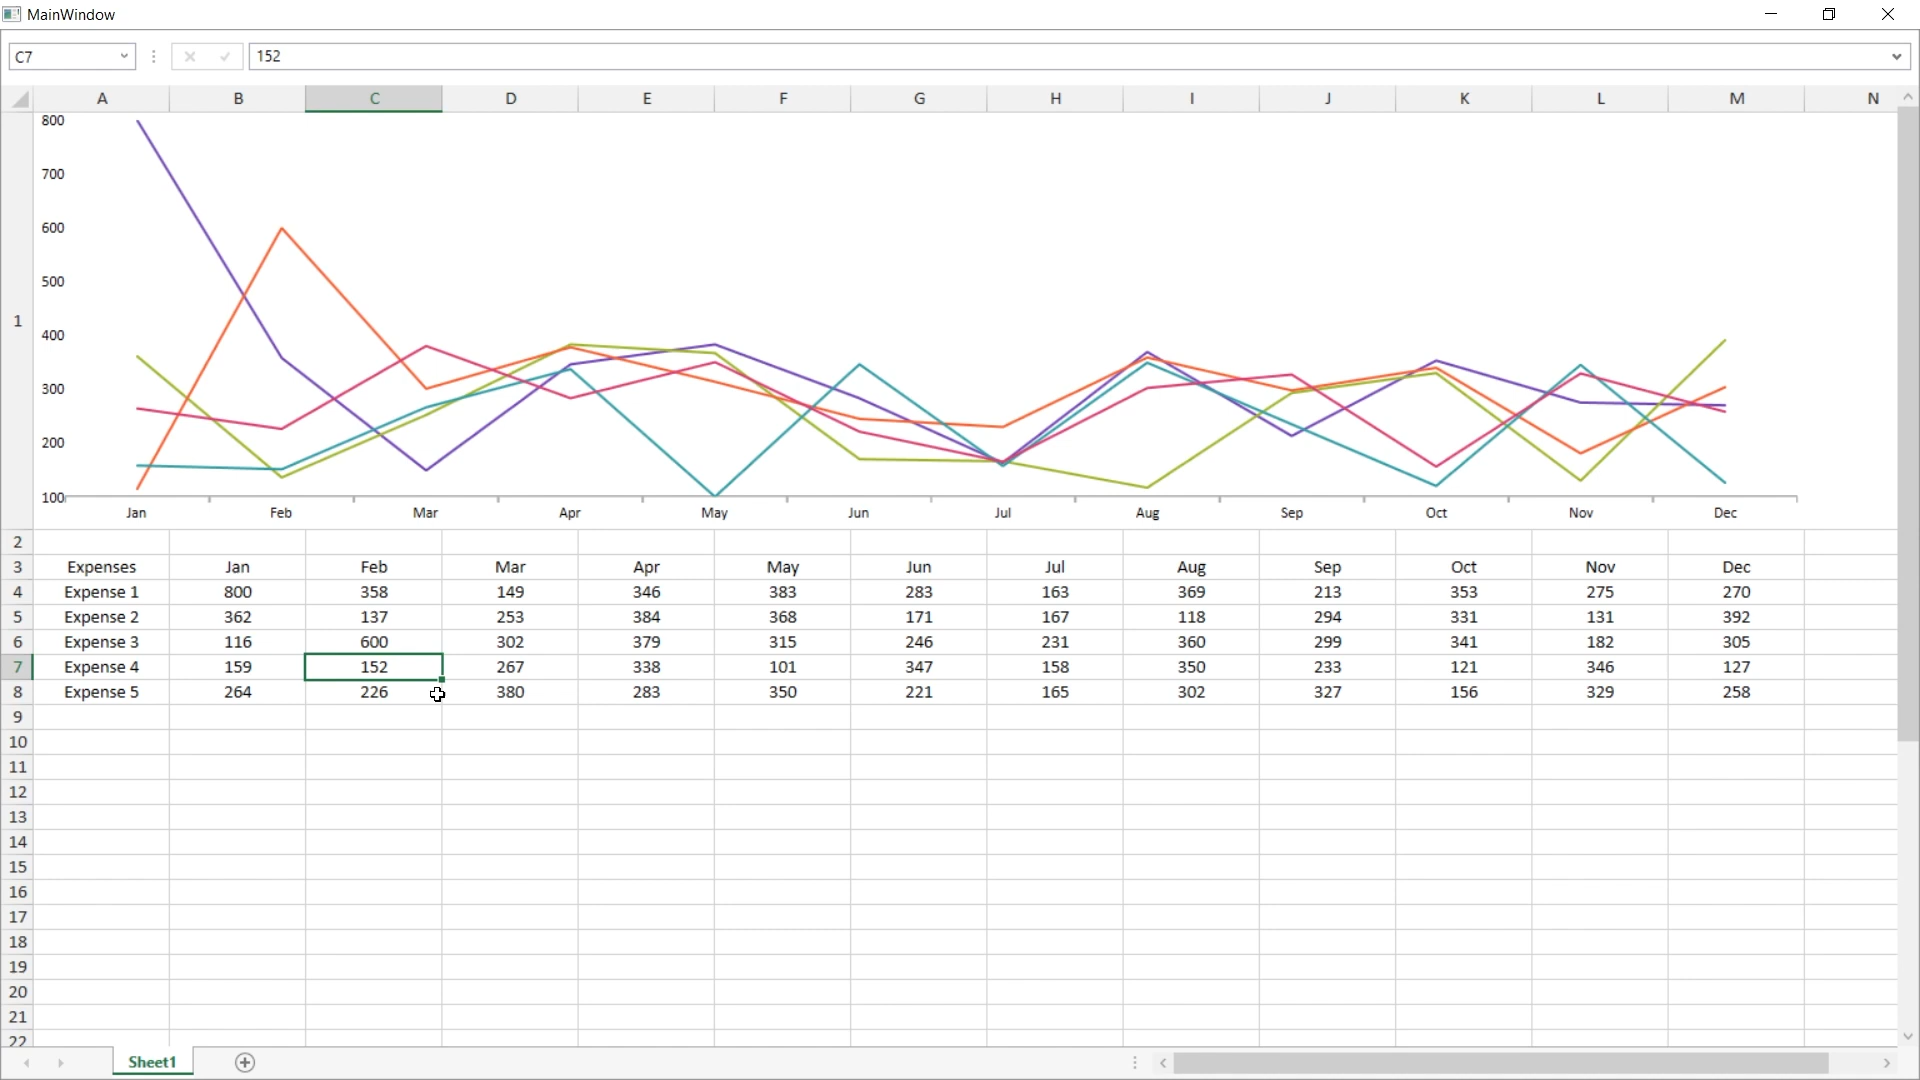 MainWindow
C7 152
A B C D E F G H I J K L M N
800
700
600
500
400
1
300
200
100
Jan Feb Mar Apr May Jun Jul Aug Sep Oct Nov Dec
2
3 Expenses Jan Feb Mar Apr May Jun Jul Aug Sep Oct Nov Dec
4 Expense 1 800 358 149 346 383 283 163 369 213 353 275 270
5 Expense 2 362 137 253 384 368 171 167 118 294 331 131 392
6 Expense 3 116 600 302 379 315 246 231 360 299 341 182 305
7 Expense 4 159 152 267 338 101 347 158 350 233 121 346 127
8 Expense 5 264 226 380 283 350 221 165 302 327 156 329 258
9
10
11
12
13
14
15
16
17
18
19
20
21
22
Sheet1